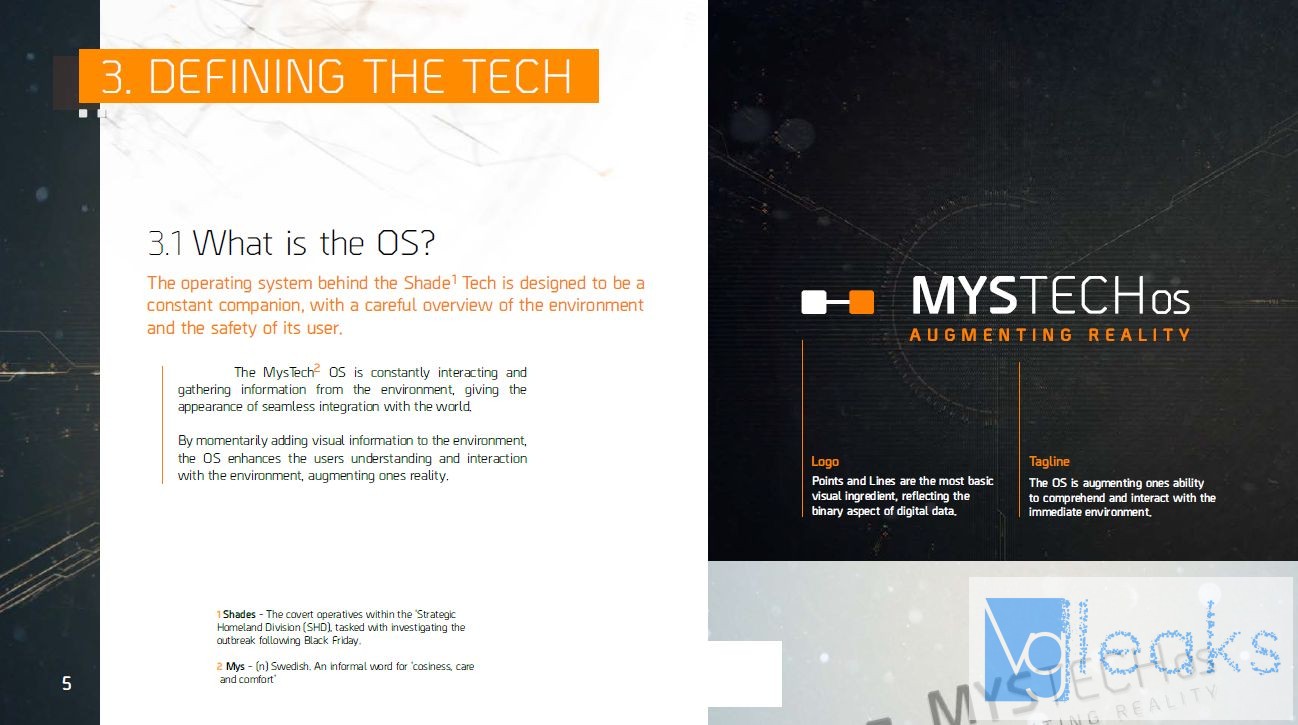 3. DEFINING THE TECH
3.1 What is the OS?
The operating system behind the Shade1 Tech is designed to be a
constant companion, with a careful overview of the environment
and the safety of its user.
The MysTech2 OS is constantly interacting and
gathering information from the environment, giving the
appearance of seamless integration with the world.
By momentarily adding visual information to the environment,
the OS enhances the users understanding and interaction
with the environment, augmenting ones reality.
1 Shades - The covert operatives within the 'Strategic
Homeland Division (SHD), tasked with investigating the
outbreak following Black Friday.
2 Mys - (n) Swedish. An informal word for 'cosiness, care
and comfort'
5
MYSTECH os
AUGMENTING REALITY
Logo
Points and Lines are the most basic
visual ingredient, reflecting the
binary aspect of digital data.
Tagline
The OS is augmenting ones ability
to comprehend and interact with the
immediate environment.
vgleaks
MYSTECH os
TING REALITY